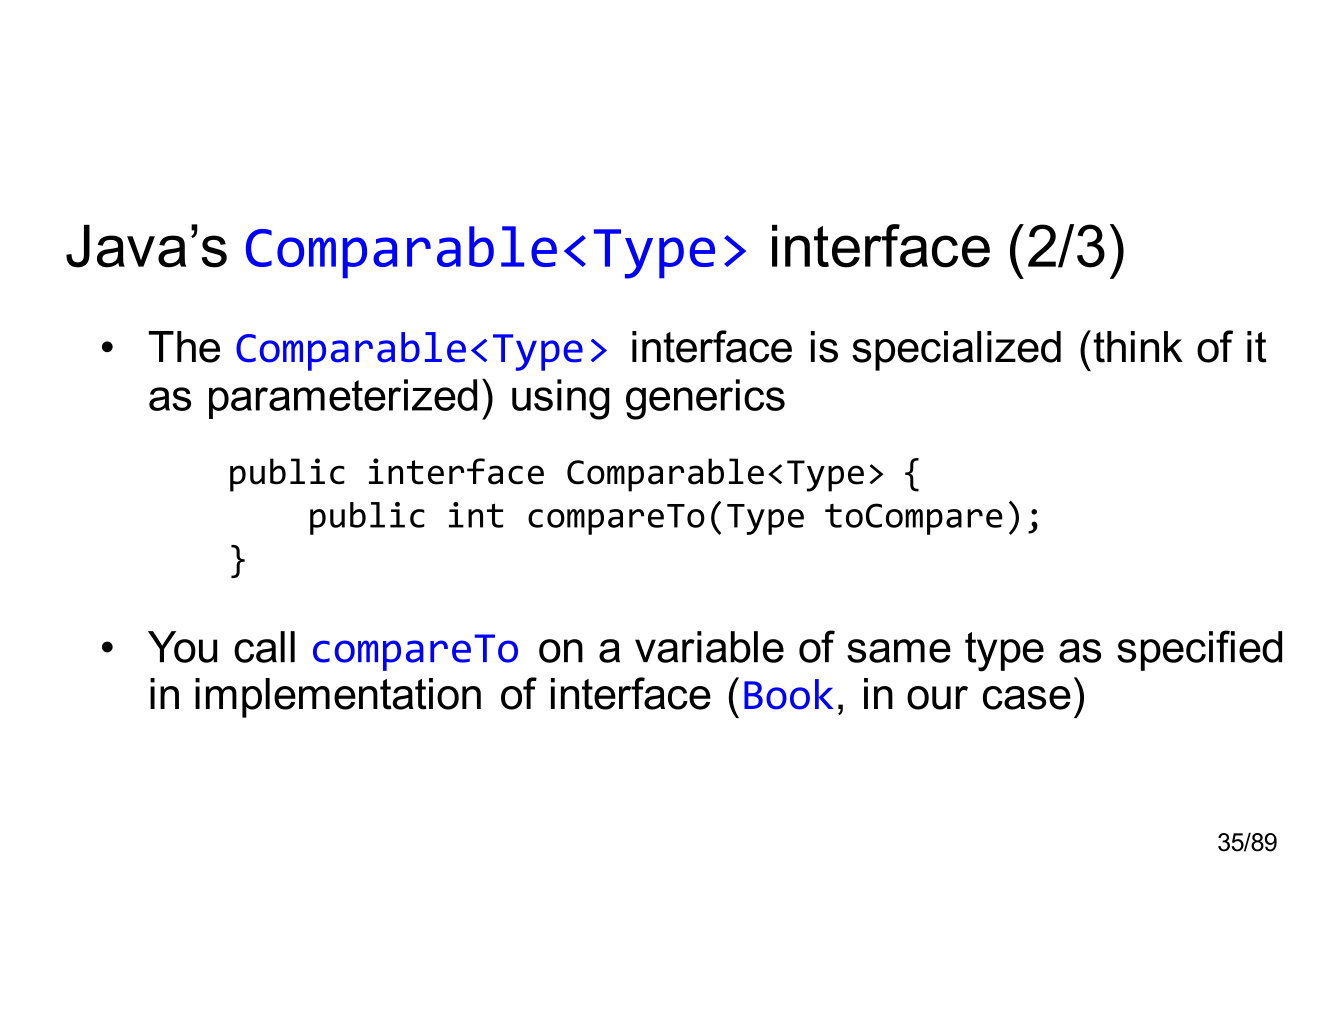 Java’s Comparable<Type> interface (2/3)
• The Comparable<Type> interface is specialized (think of it
as parameterized) using generics
public interface Comparable<Type> {
    public int compareTo(Type toCompare);
}
• You call compareTo on a variable of same type as specified
in implementation of interface (Book, in our case)
35/89